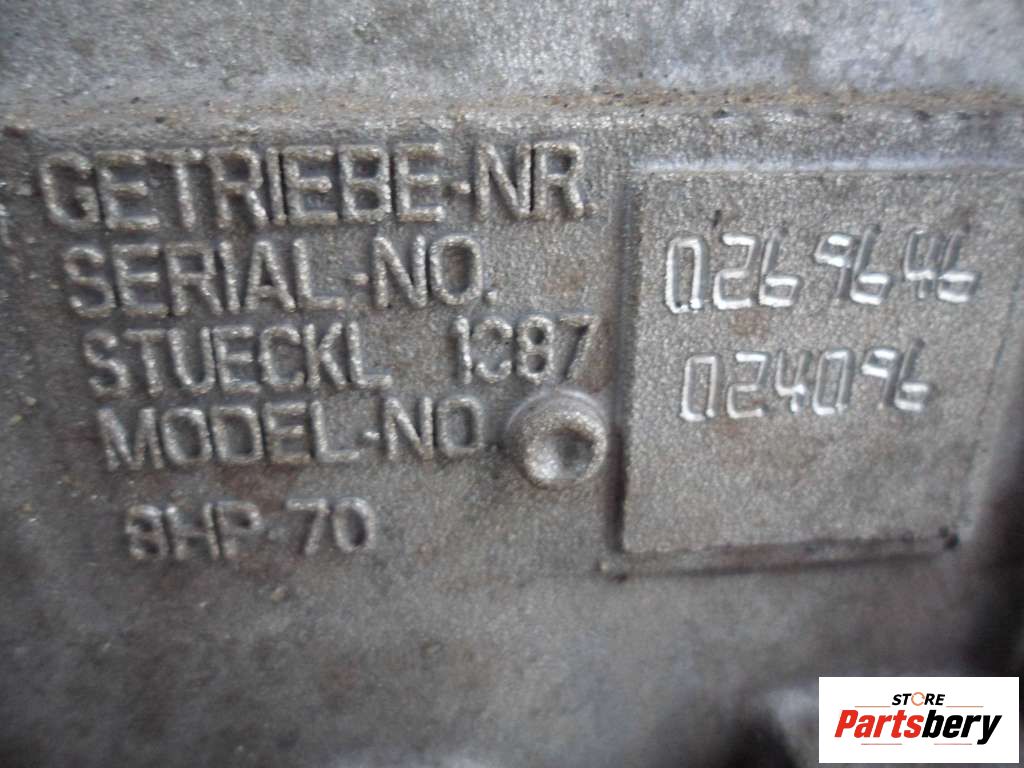 GETRIEBE-NR.
SERIAL-NO.
STUECKL. 1087
MODEL-NO.
8HP-70
0269646
024096
STORE
Partsbery